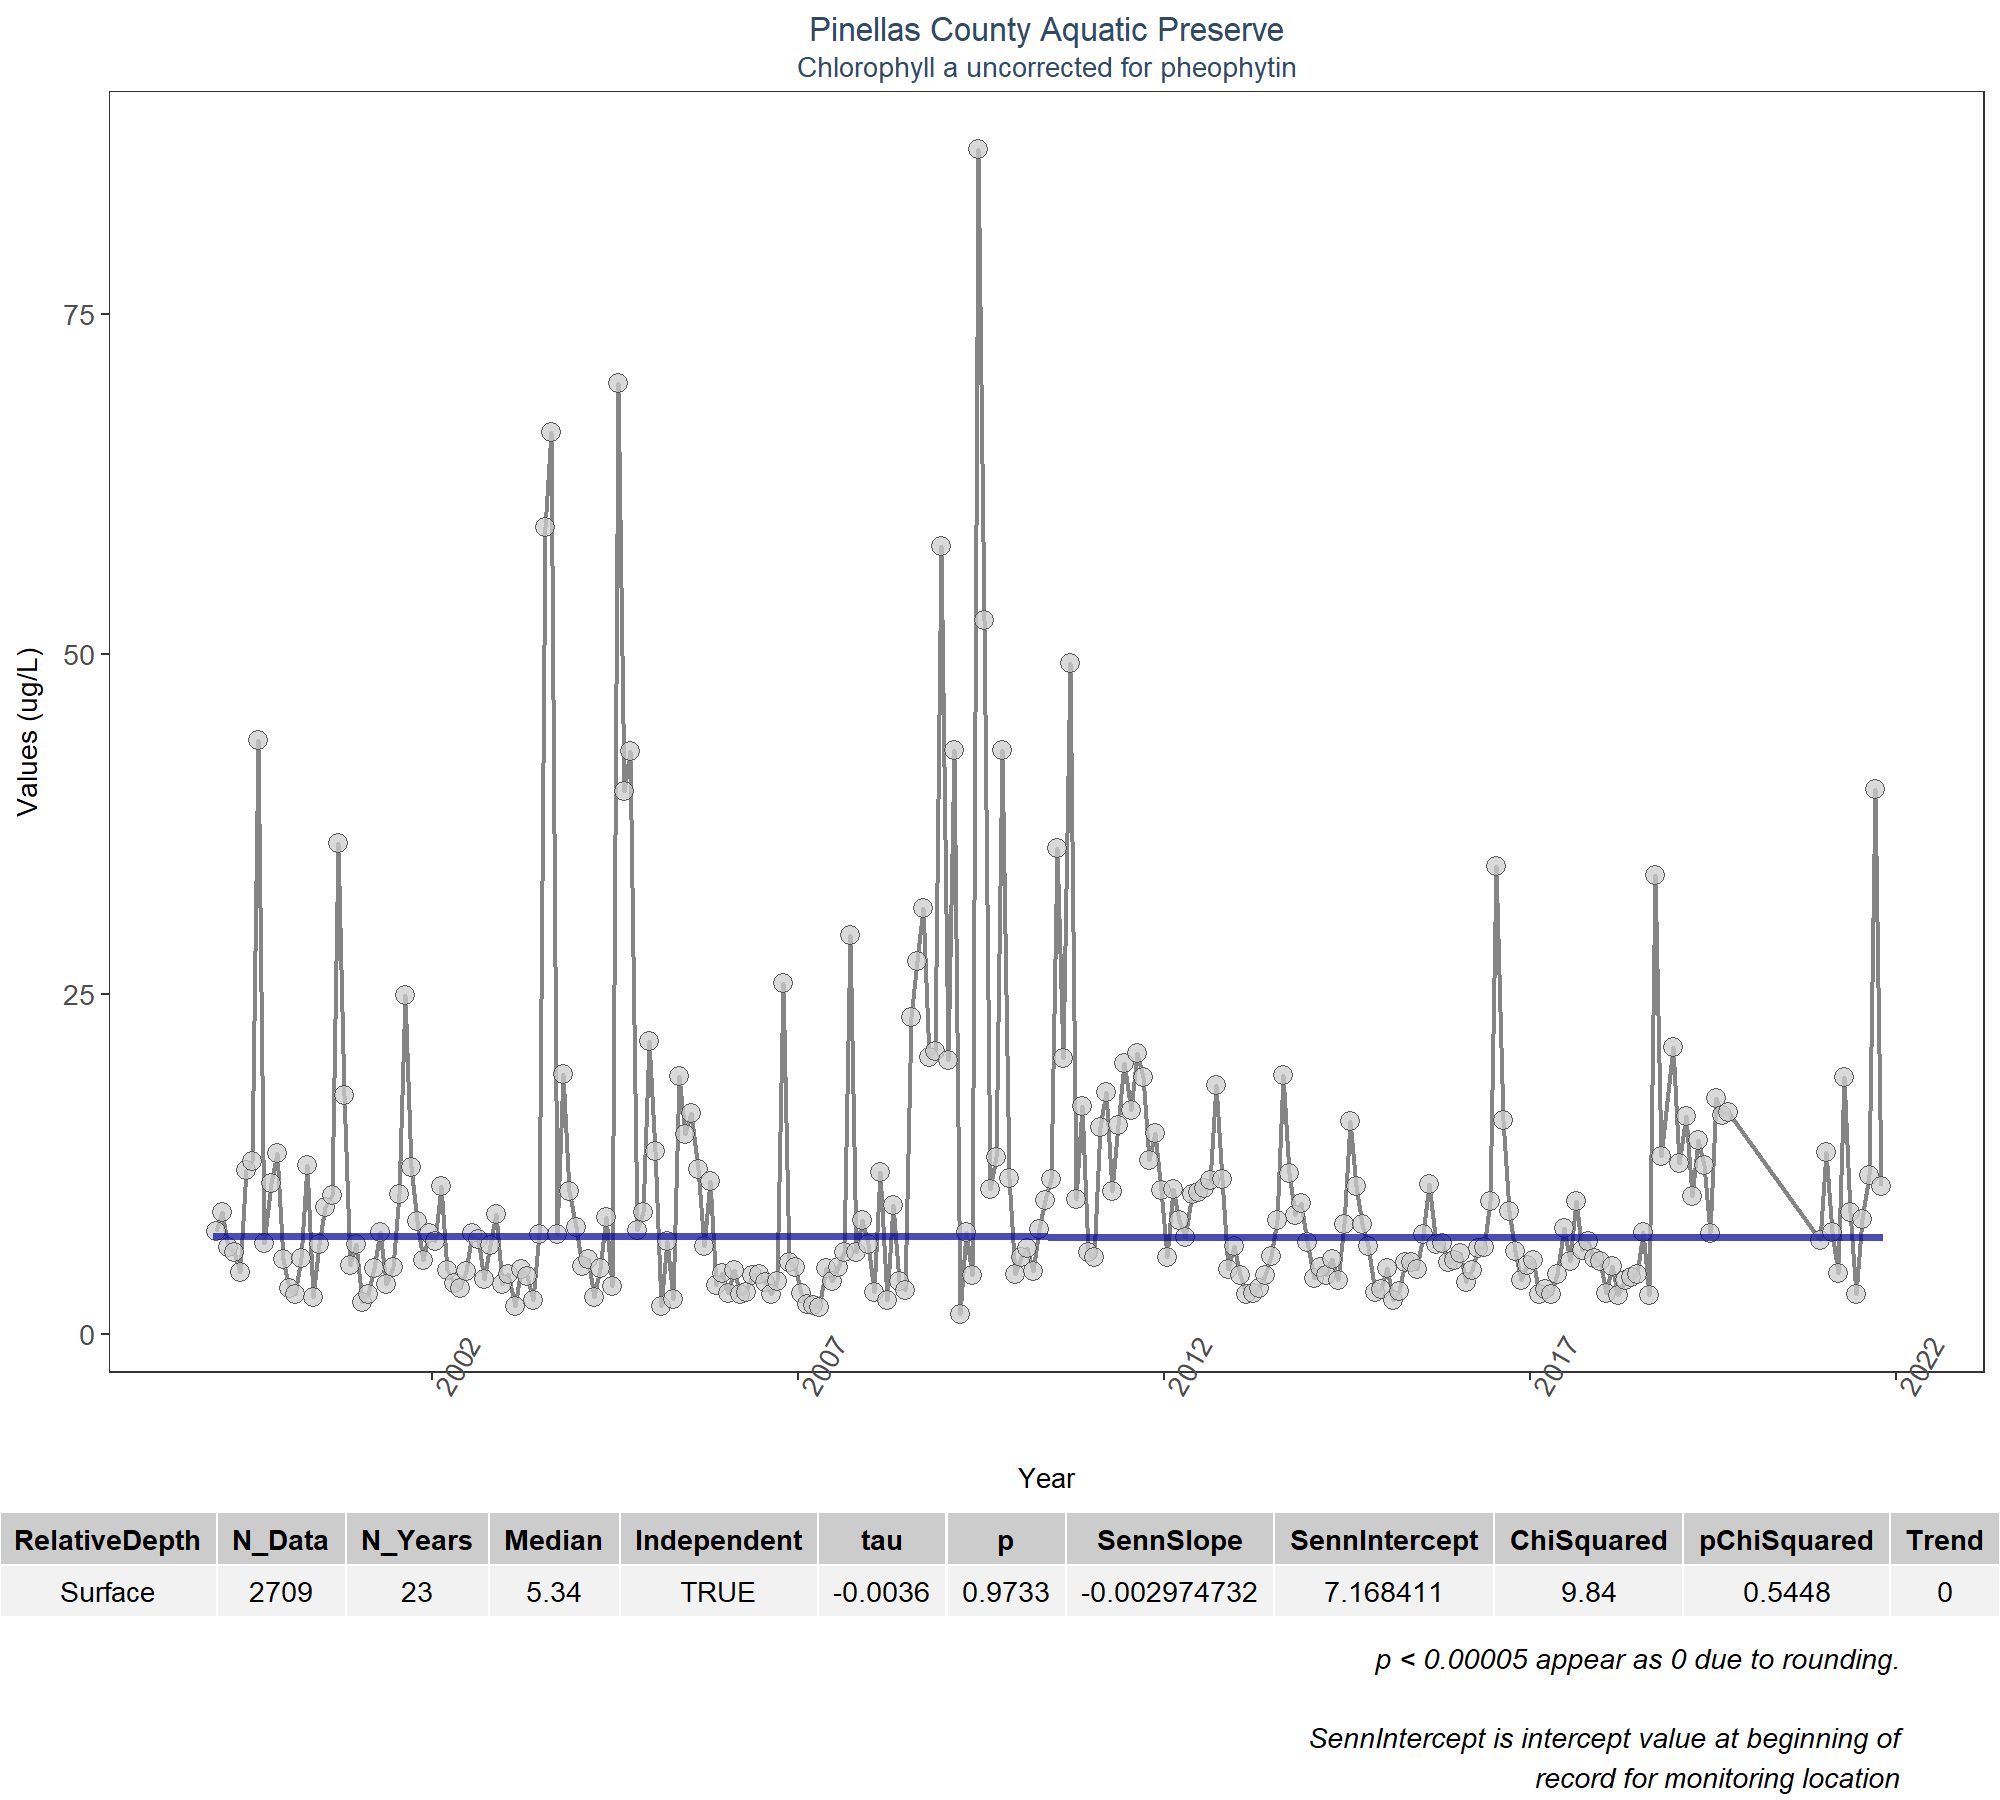 Pinellas County Aquatic Preserve
Chlorophyll a uncorrected for pheophytin
Values (ug/L)
75
50
25
0
2002 2007 2012 2017 2022
Year
RelativeDepth N_Data N_Years Median Independent tau p SennSlope SennIntercept ChiSquared pChiSquared Trend
Surface 2709 23 5.34 TRUE -0.0036 0.9733 -0.002974732 7.168411 9.84 0.5448 0
p < 0.00005 appear as 0 due to rounding.
SennIntercept is intercept value at beginning of
record for monitoring location